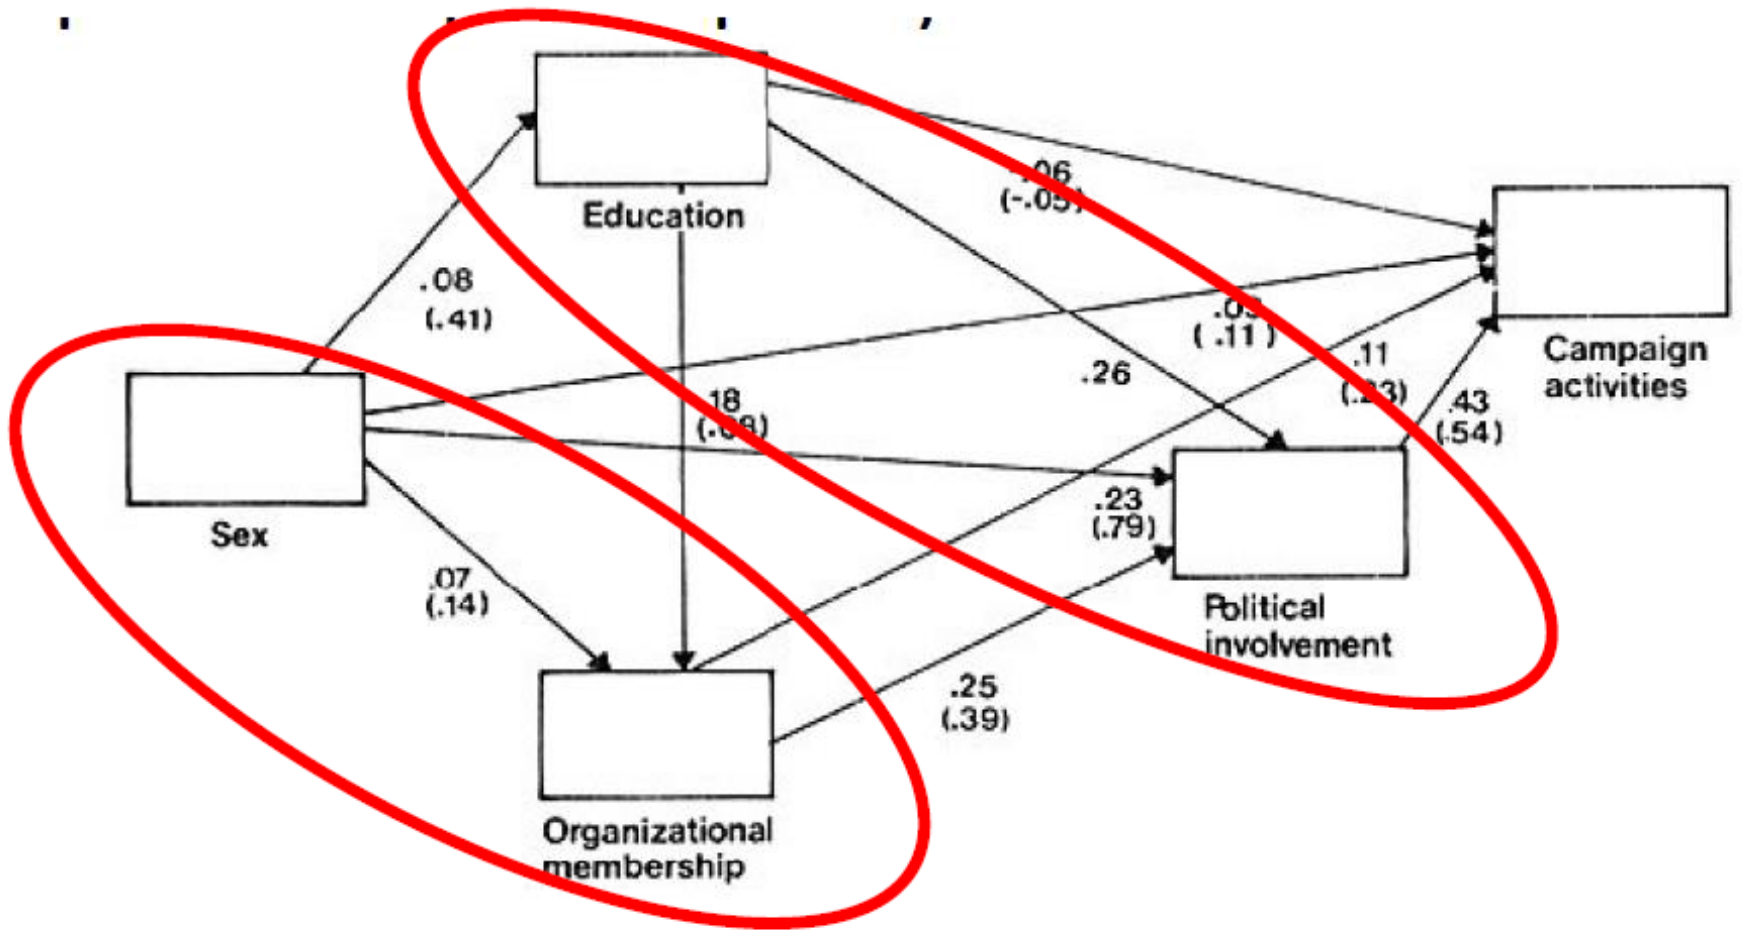 Education
(-.05)
.08
(.41)
Campaign
activities
.11
.26
.43
(.54)
( .11 )
18
Sex
.23
(.79)
.07
(.14)
Political
involvement
.25
(.39)
Organizational
membership